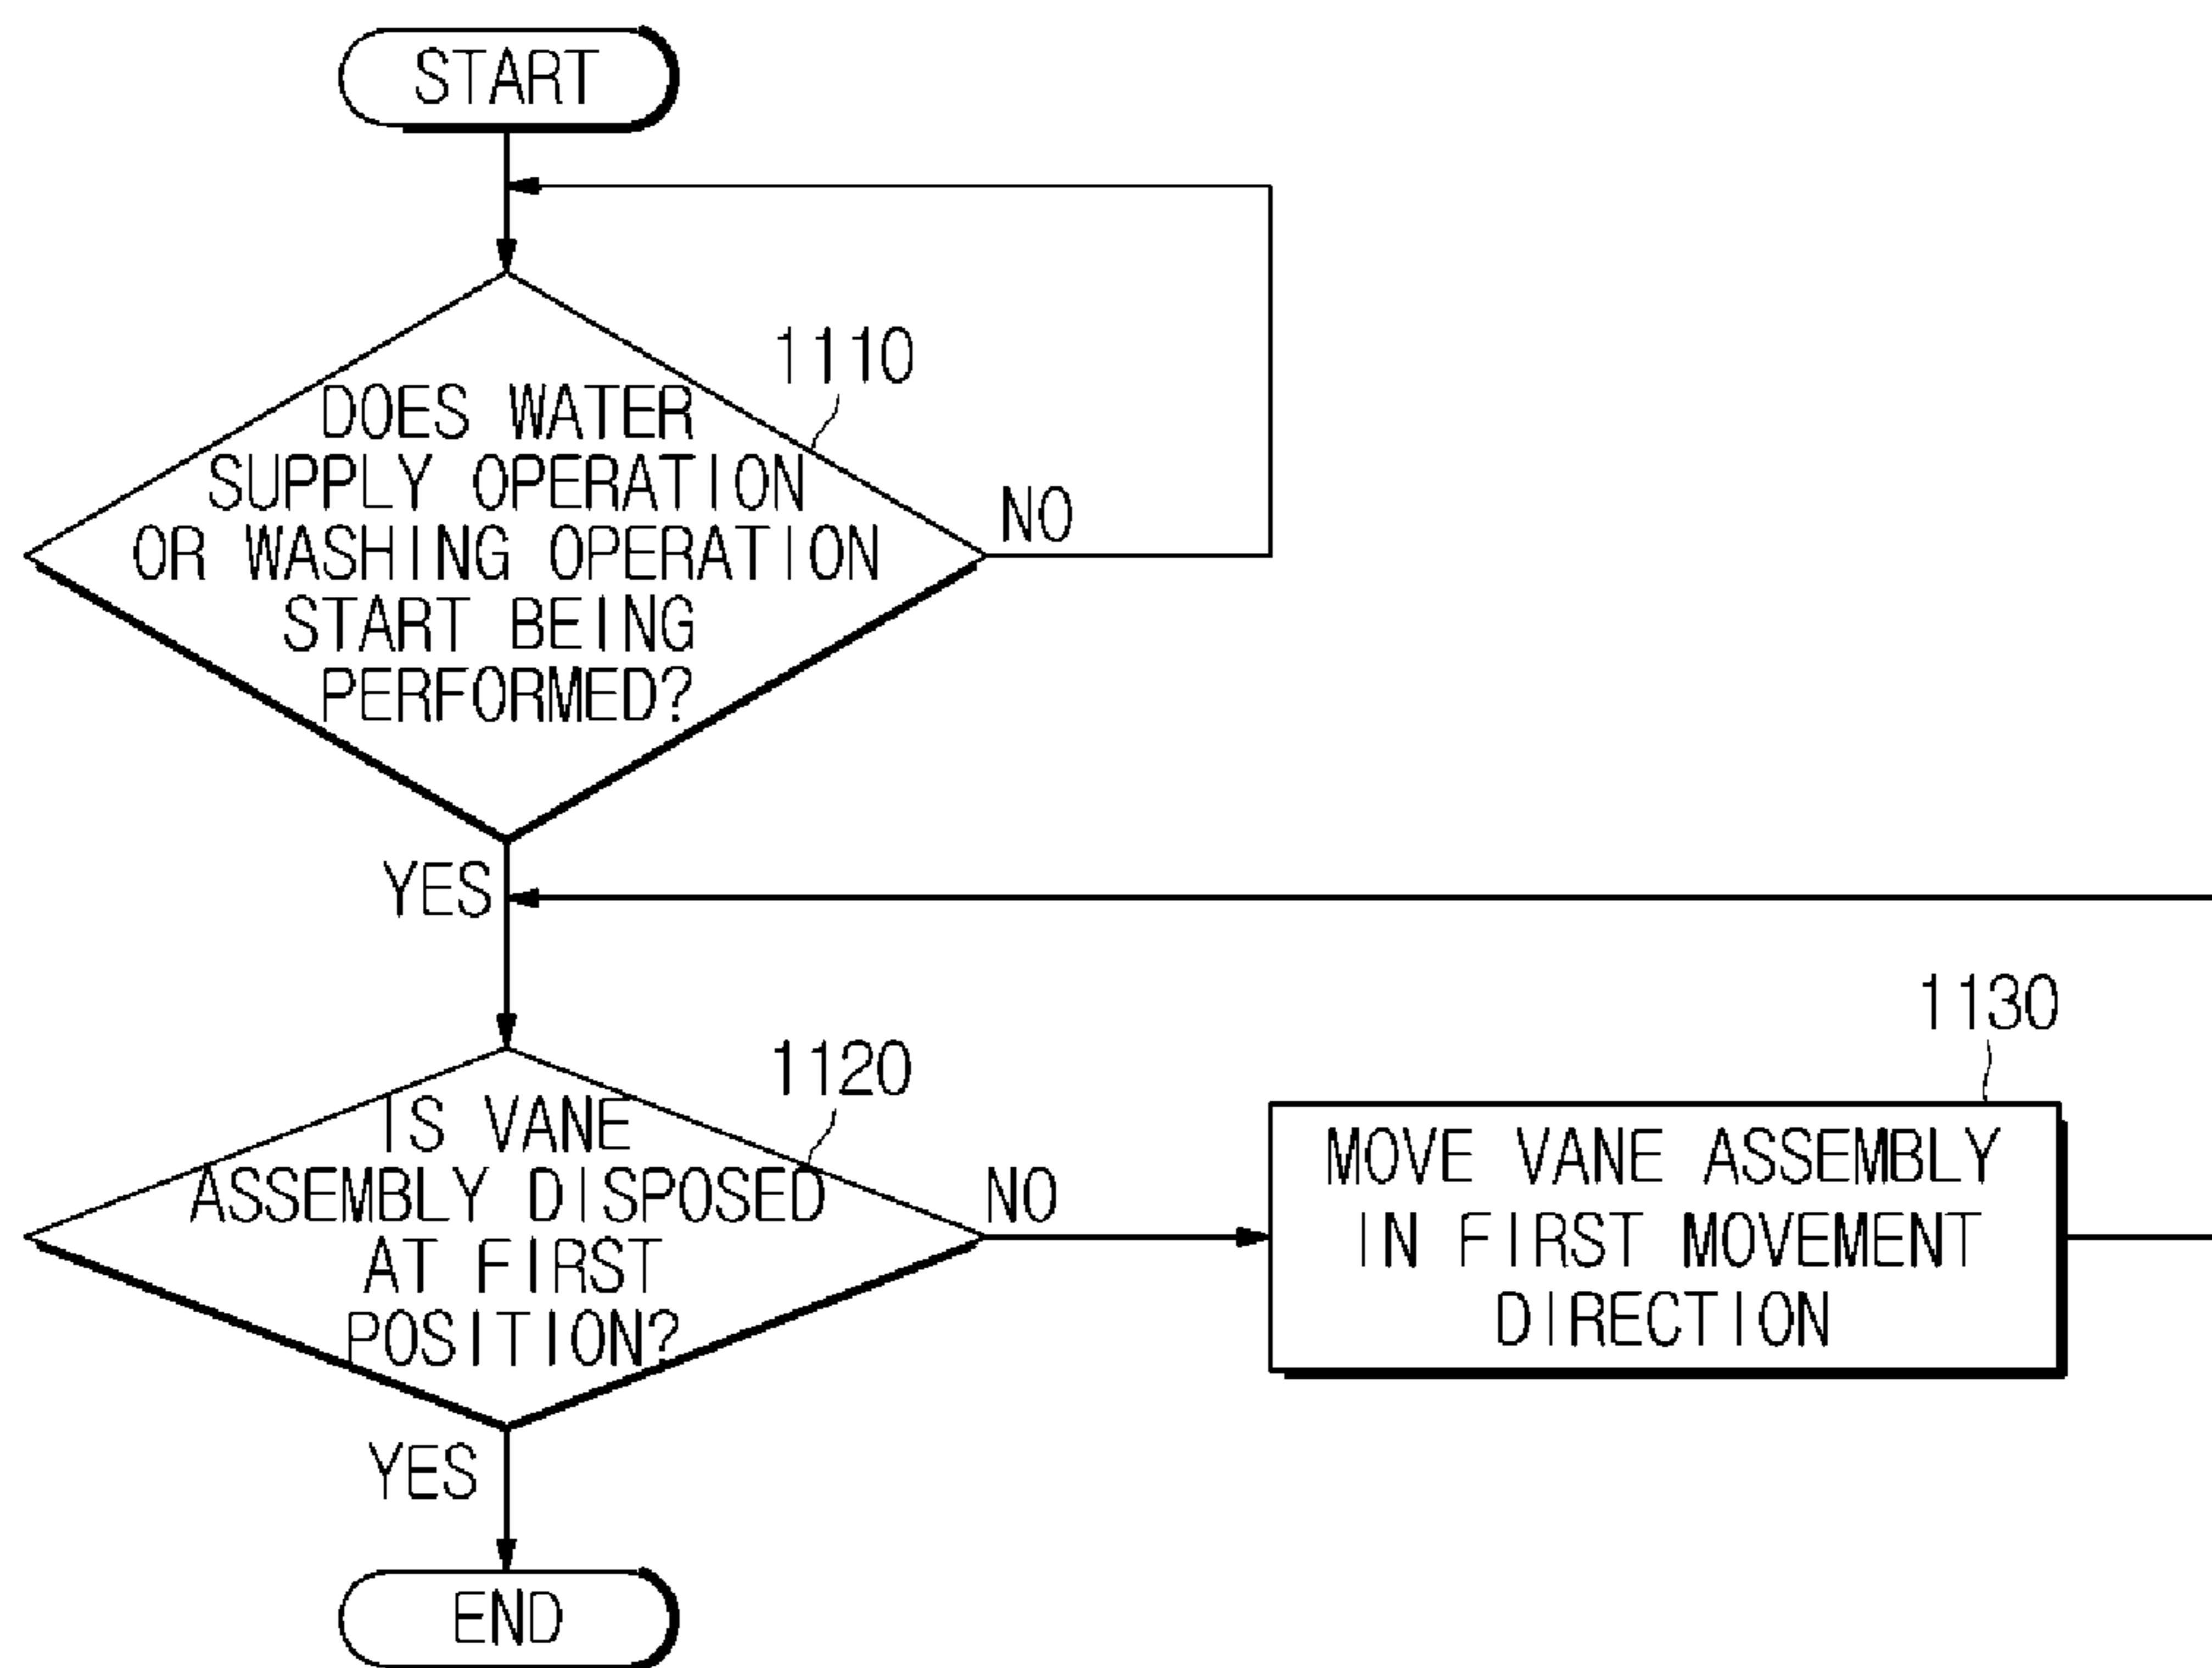 START
1110
DOES WATER
SUPPLY OPERATION
OR WASHING OPERATION
START BEING
PERFORMED?
NO
YES
1120
IS VANE
ASSEMBLY DISPOSED
AT FIRST
POSITION?
NO
1130
MOVE VANE ASSEMBLY
IN FIRST MOVEMENT
DIRECTION
YES
END